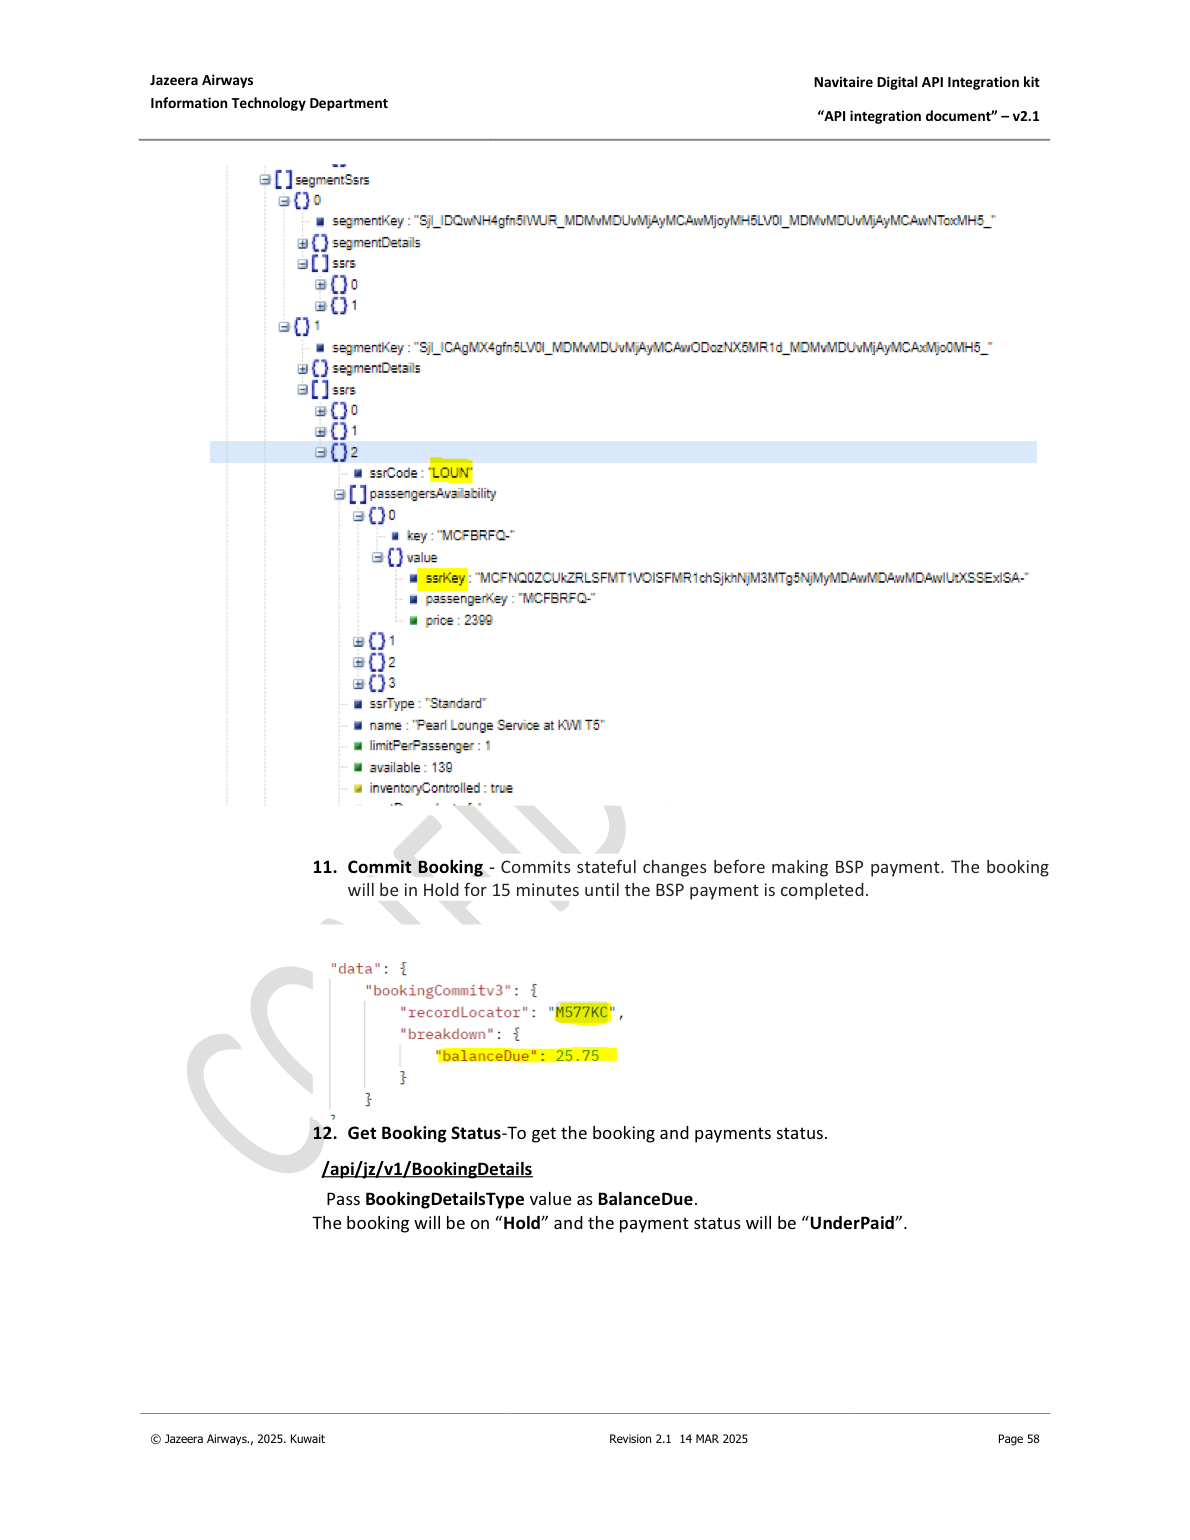 Jazeera Airways
Information Technology Department
Navitaire Digital API Integration kit
“API integration document” – v2.1
segmentSsrs
0
segmentKey : "Sjl_IDQwNH4gfn5IWUR_MDMvMDUvMjAyMCAwMjoyMH5LV0l_MDMvMDUvMjAyMCAwNToxMH5_"
segmentDetails
ssrs
0
1
1
segmentKey : "Sjl_ICAgMX4gfn5LV0l_MDMvMDUvMjAyMCAwODozNX5MR1d_MDMvMDUvMjAyMCAxMjo0MH5_"
segmentDetails
ssrs
0
1
2
ssrCode : "LOUN"
passengersAvailability
0
key : "MCFBRFQ-"
value
ssrKey : "MCFNQ0ZCUkZRLSFMT1VOISFMR1chSjkhNjM3MTg5NjMyMDAwMDAwMDAwIUtXSSExISA-"
passengerKey : "MCFBRFQ-"
price : 2399
1
2
3
ssrType : "Standard"
name : "Pearl Lounge Service at KWI T5"
limitPerPassenger : 1
available : 139
inventoryControlled : true
11. Commit Booking - Commits stateful changes before making BSP payment. The booking
will be in Hold for 15 minutes until the BSP payment is completed.
"data": {
"bookingCommitv3": {
"recordLocator": "M577KC",
"breakdown": {
"balanceDue": 25.75
}
}
12. Get Booking Status-To get the booking and payments status.
/api/jz/v1/BookingDetails
Pass BookingDetailsType value as BalanceDue.
The booking will be on “Hold” and the payment status will be “UnderPaid”.
© Jazeera Airways., 2025. Kuwait
Revision 2.1 14 MAR 2025
Page 58